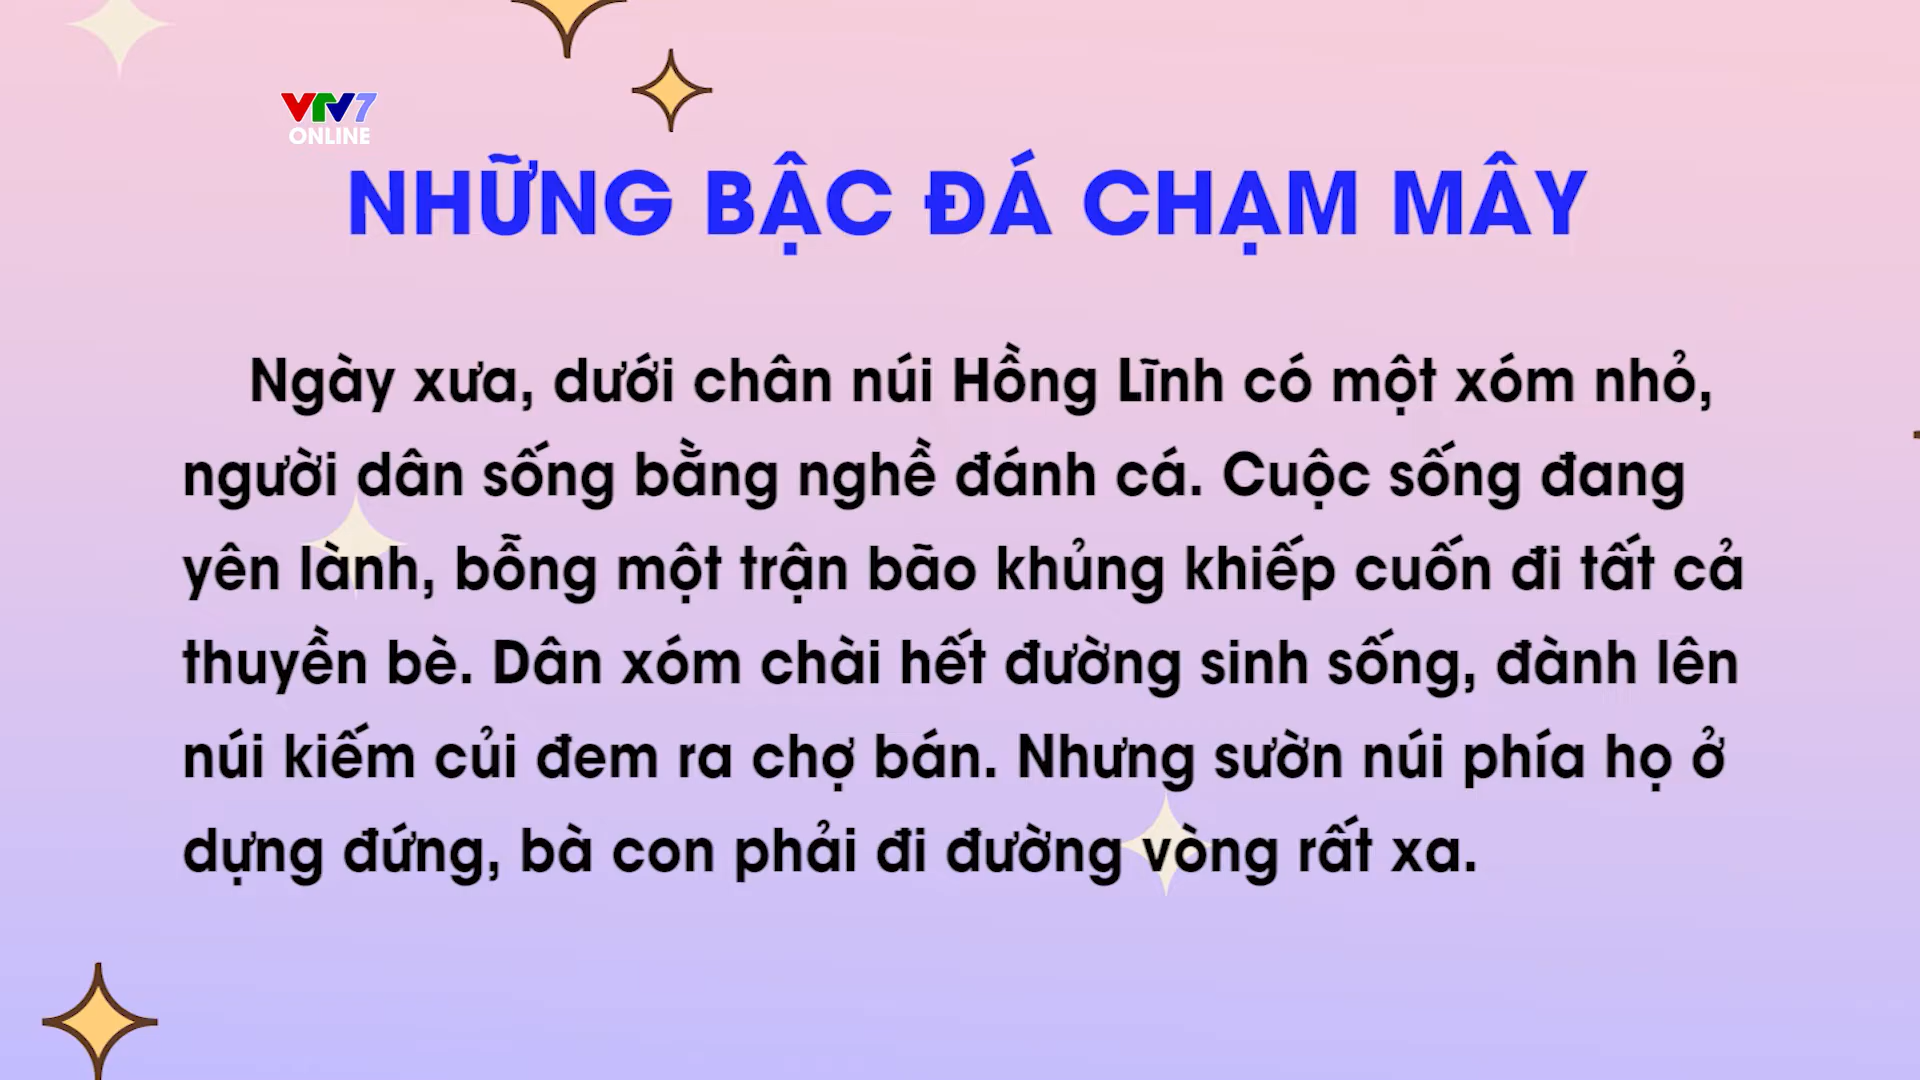 VTV7
ONLINE
NHỮNG BẬC ĐÁ CHẠM MÂY
Ngày xưa, dưới chân núi Hồng Lĩnh có một xóm nhỏ,
người dân sống bằng nghề đánh cá. Cuộc sống đang
yên lành, bỗng một trận bão khủng khiếp cuốn đi tất cả
thuyền bè. Dân xóm chài hết đường sinh sống, đành lên
núi kiếm củi đem ra chợ bán. Nhưng sườn núi phía họ ở
dựng đứng, bà con phải đi đường vòng rất xa.